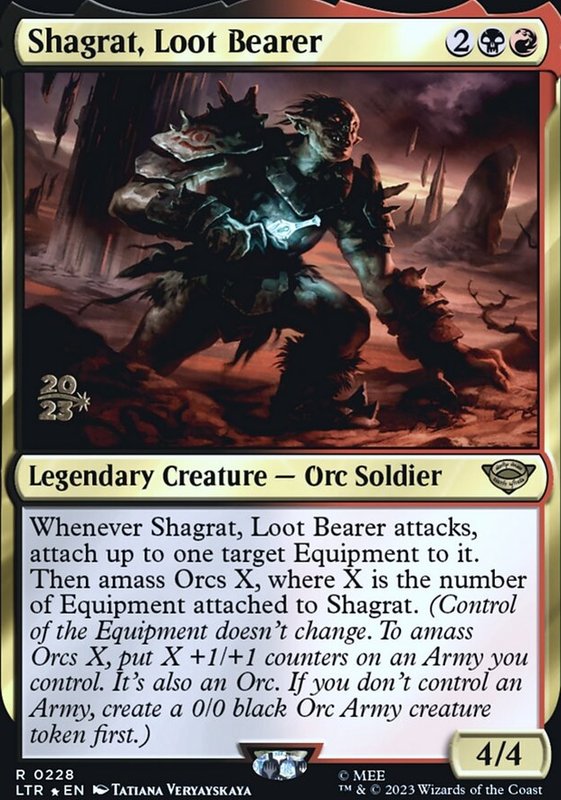 Shagrat, Loot Bearer 2
20
23
Legendary Creature — Orc Soldier
Whenever Shagrat, Loot Bearer attacks,
attach up to one target Equipment to it.
Then amass Orcs X, where X is the number
of Equipment attached to Shagrat. (Control
of the Equipment doesn't change. To amass
Orcs X, put X +1/+1 counters on an Army you
control. It's also an Orc. If you don't control an
Army, create a 0/0 black Orc Army creature
token first.)
4/4
R 0228
LTR ★ EN Tatiana Veryayskaya
© MEE
™ & © 2023 Wizards of the Coast